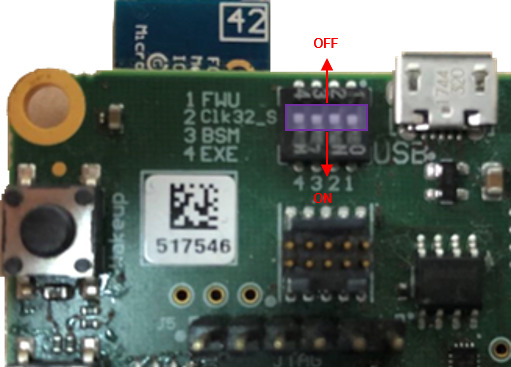 42
Micro
OFF
1 FWU
2 Clk32_S
3 BSM
4 EXE
USB
4 3 2 1
ON
517546
J5
JTAG